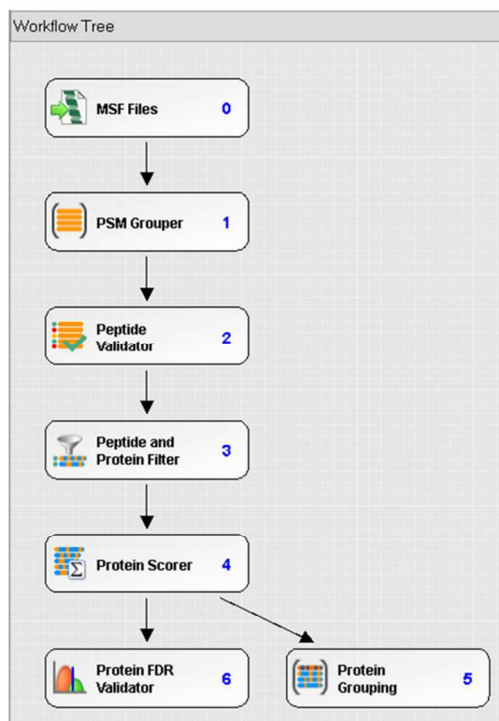 Workflow Tree
MSF Files 0
PSM Grouper 1
Peptide
Validator 2
Peptide and
Protein Filter 3
Protein Scorer 4
Protein FDR
Validator 6
Protein
Grouping 5